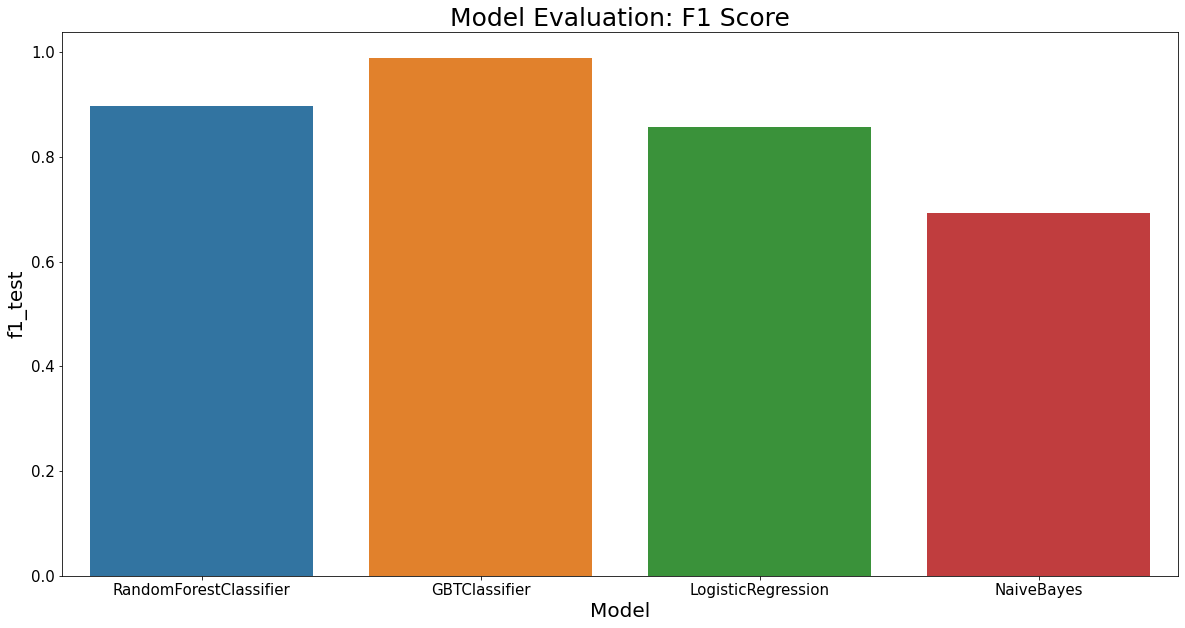 Model Evaluation: F1 Score
1.0
0.8
0.6
0.4
0.2
0.0
f1_test
RandomForestClassifier GBTClassifier LogisticRegression NaiveBayes
Model